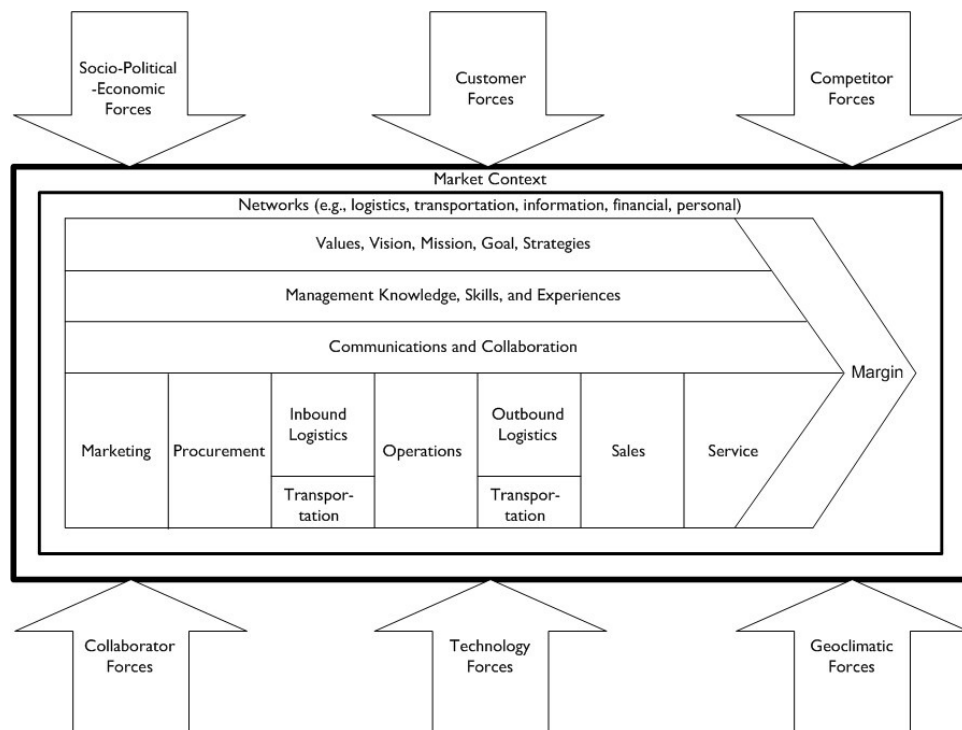 Socio-Political
-Economic
Forces
Customer
Forces
Competitor
Forces
Market Context
Networks (e.g., logistics, transportation, information, financial, personal)
Values, Vision, Mission, Goal, Strategies
Management Knowledge, Skills, and Experiences
Communications and Collaboration
Margin
Marketing
Procurement
Inbound
Logistics
Transpor-
tation
Operations
Outbound
Logistics
Transpor-
tation
Sales
Service
Collaborator
Forces
Technology
Forces
Geoclimatic
Forces